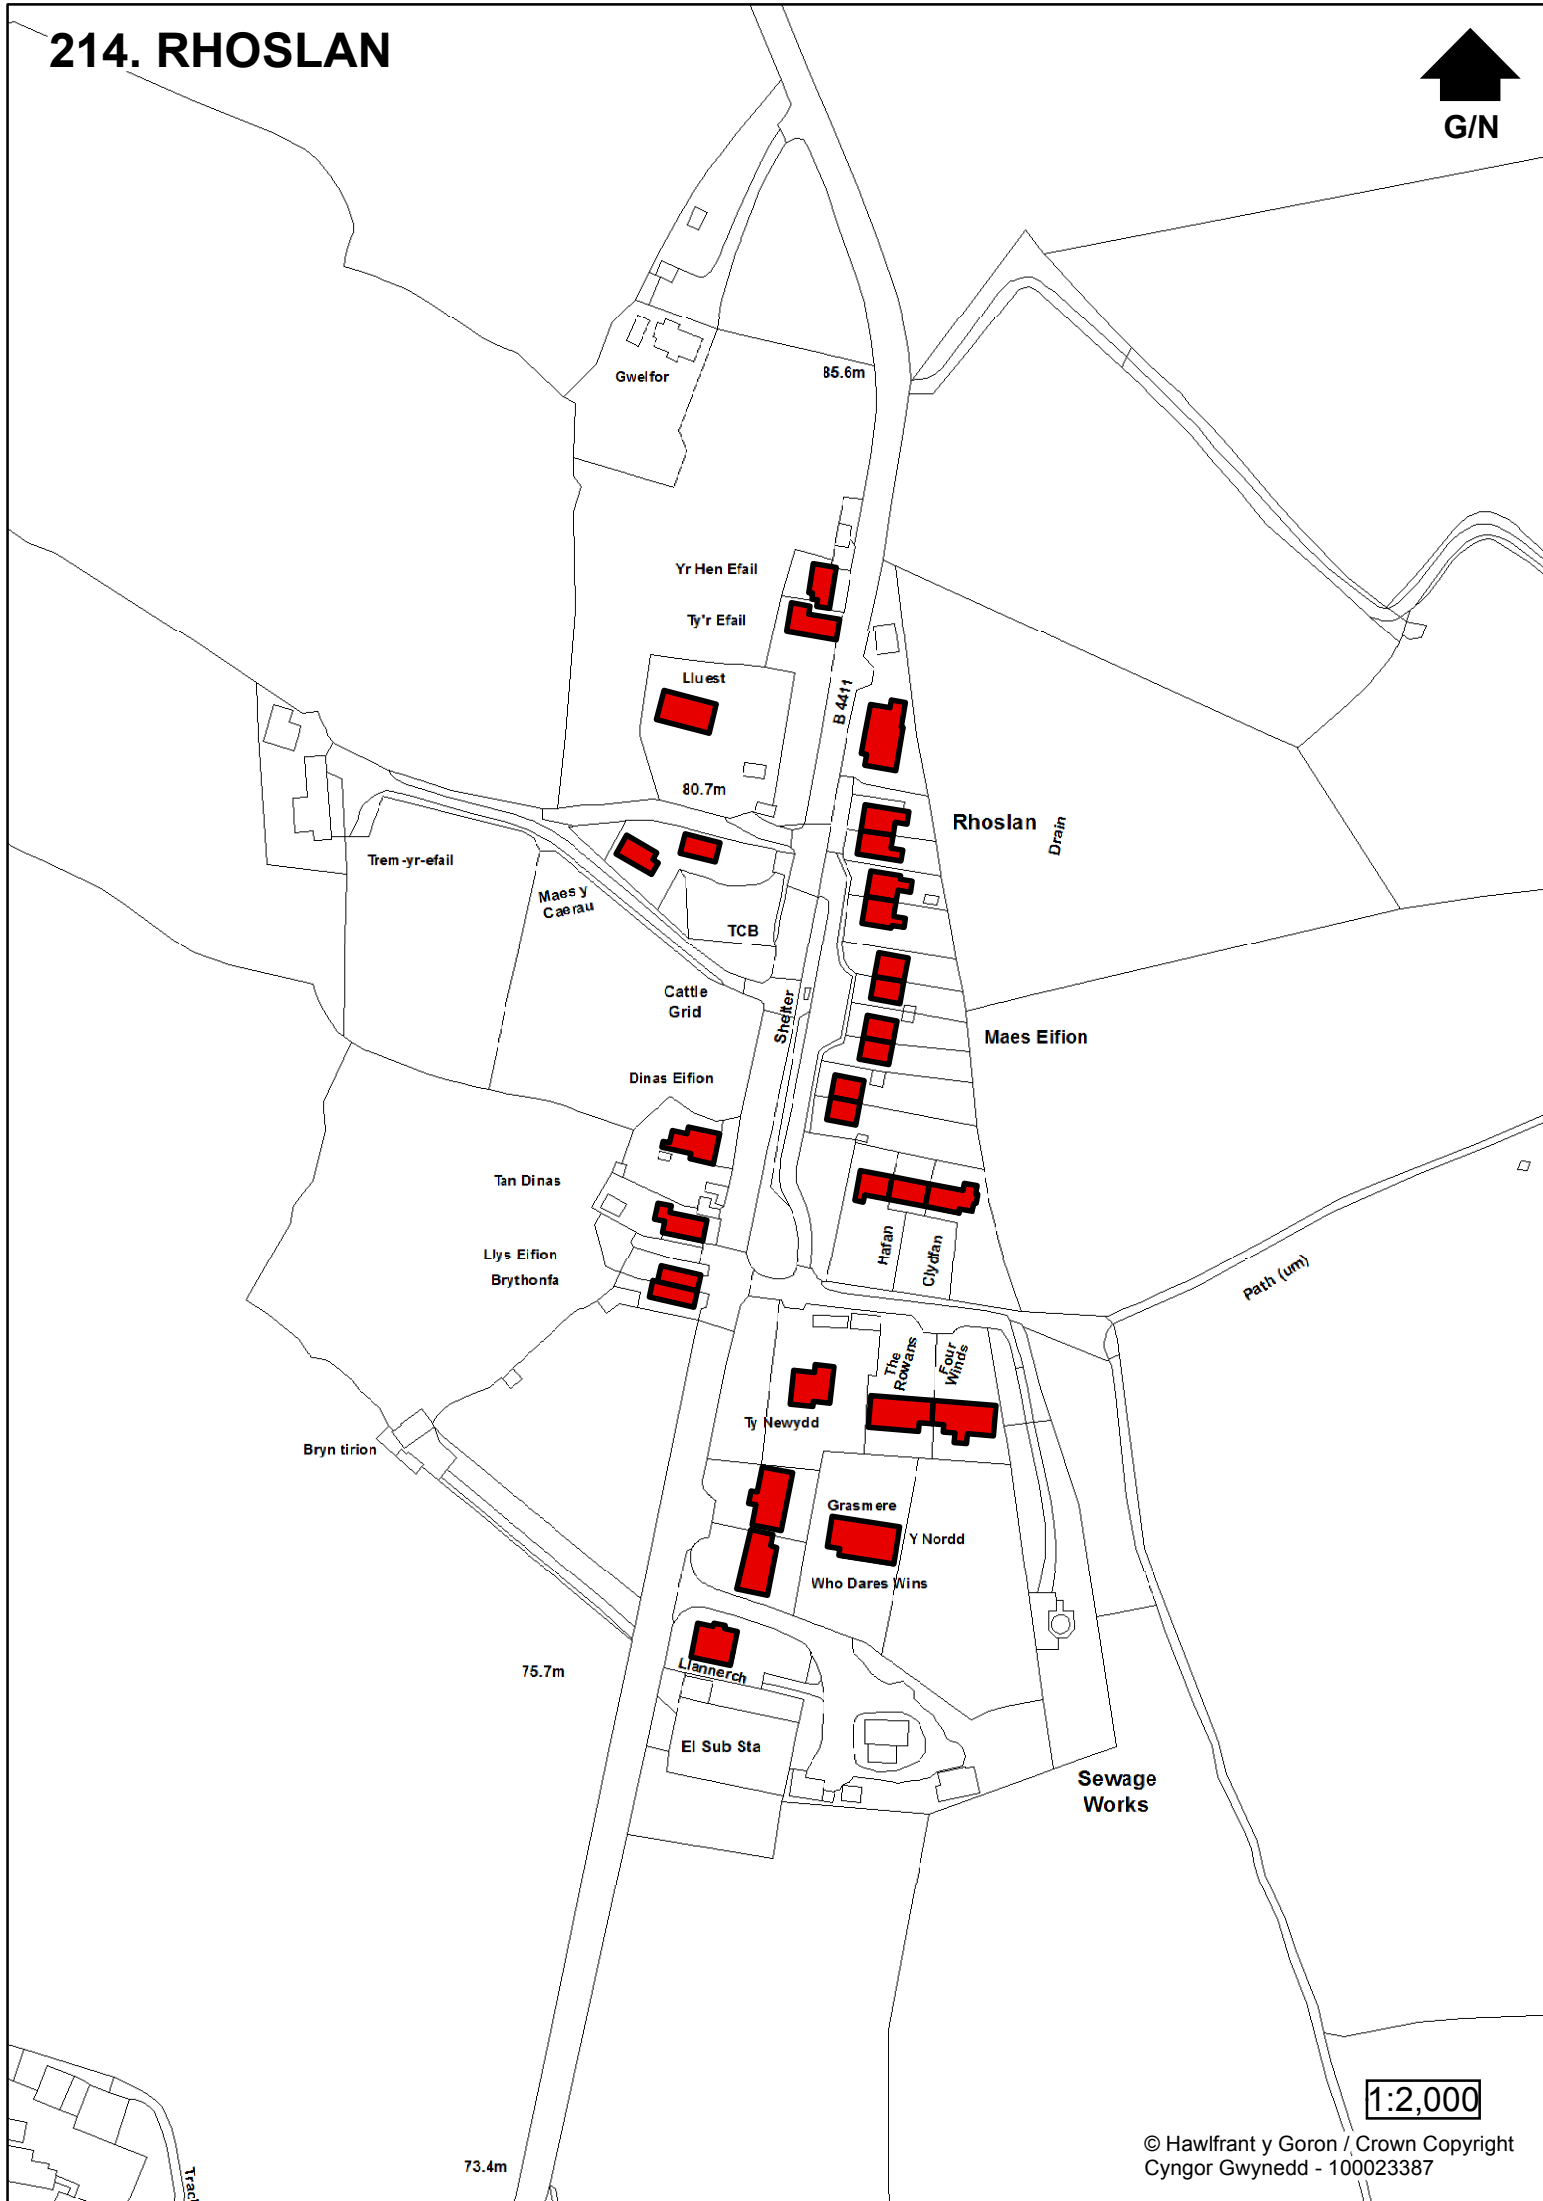 214. RHOSLAN
G/N
Gwelfor
85.6m
Yr Hen Efail
Ty'r Efail
Lluest
B 4411
80.7m
Rhoslan
Drain
Trem-yr-efail
Maes y
Caerau
TCB
Cattle
Grid
Shelter
Maes Eifion
Dinas Eifion
Tan Dinas
Hafan
Clydfan
Llys Eifion
Brythonfa
Path (um)
The
Rowans
Four
Winds
Ty Newydd
Bryn tirion
Grasmere
Y Nordd
Who Dares Wins
75.7m
Llannerch
El Sub Sta
Sewage
Works
1:2,000
© Hawlfrant y Goron / Crown Copyright
Cyngor Gwynedd - 100023387
73.4m